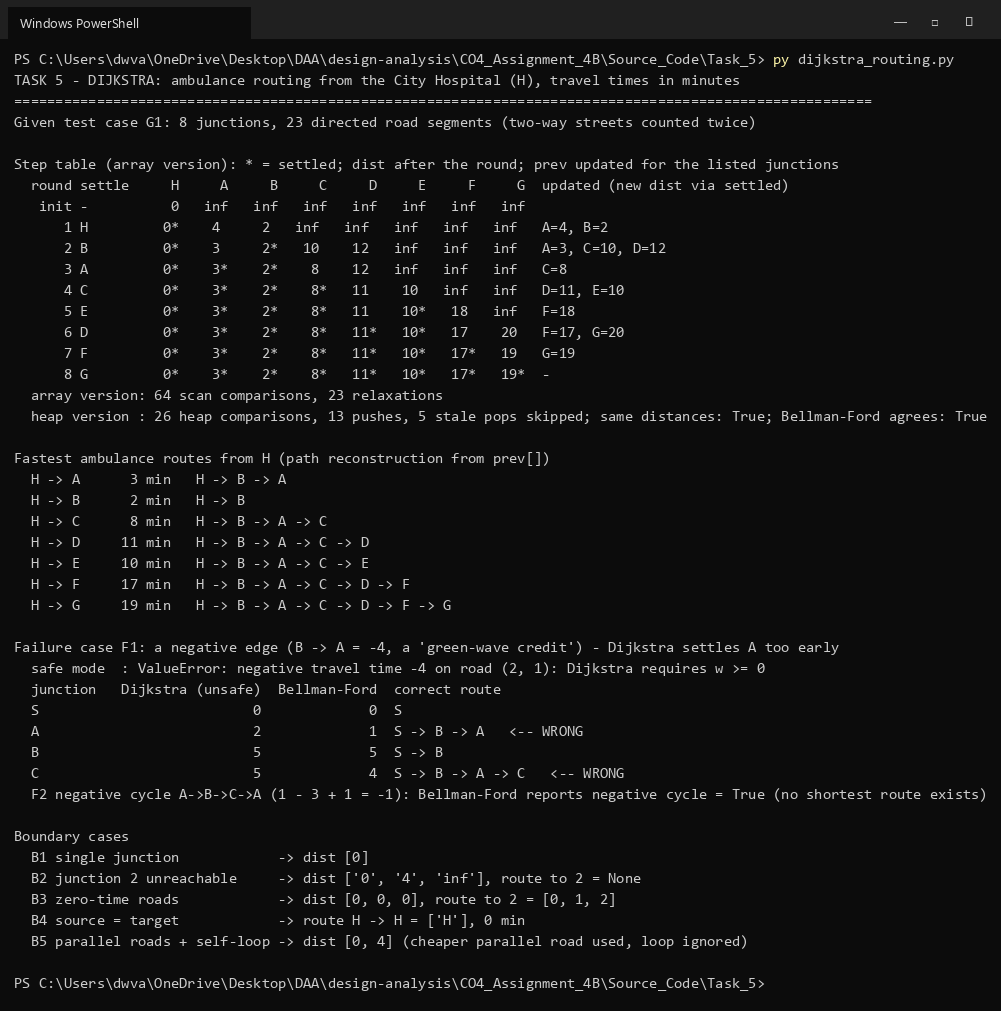 Windows PowerShell
PS C:\Users\dwva\OneDrive\Desktop\DAA\design-analysis\CO4_Assignment_4B\Source_Code\Task_5> py dijkstra_routing.py
TASK 5 - DIJKSTRA: ambulance routing from the City Hospital (H), travel times in minutes
========================================================================================================
Given test case G1: 8 junctions, 23 directed road segments (two-way streets counted twice)

Step table (array version): * = settled; dist after the round; prev updated for the listed junctions
  round settle     H     A     B     C     D     E     F     G  updated (new dist via settled)
   init -          0   inf   inf   inf   inf   inf   inf   inf
      1 H         0*    4     2   inf   inf   inf   inf   inf   A=4, B=2
      2 B         0*    3     2*   10    12   inf   inf   inf   A=3, C=10, D=12
      3 A         0*    3*    2*    8    12   inf   inf   inf   C=8
      4 C         0*    3*    2*    8*   11    10   inf   inf   D=11, E=10
      5 E         0*    3*    2*    8*   11    10*   18   inf   F=18
      6 D         0*    3*    2*    8*   11*   10*   17    20   F=17, G=20
      7 F         0*    3*    2*    8*   11*   10*   17*   19   G=19
      8 G         0*    3*    2*    8*   11*   10*   17*   19*  -
  array version: 64 scan comparisons, 23 relaxations
  heap version : 26 heap comparisons, 13 pushes, 5 stale pops skipped; same distances: True; Bellman-Ford agrees: True

Fastest ambulance routes from H (path reconstruction from prev[])
  H -> A      3 min   H -> B -> A
  H -> B      2 min   H -> B
  H -> C      8 min   H -> B -> A -> C
  H -> D     11 min   H -> B -> A -> C -> D
  H -> E     10 min   H -> B -> A -> C -> E
  H -> F     17 min   H -> B -> A -> C -> D -> F
  H -> G     19 min   H -> B -> A -> C -> D -> F -> G

Failure case F1: a negative edge (B -> A = -4, a 'green-wave credit') - Dijkstra settles A too early
  safe mode  : ValueError: negative travel time -4 on road (2, 1): Dijkstra requires w >= 0
  junction   Dijkstra (unsafe)  Bellman-Ford  correct route
  S                          0             0  S
  A                          2             1  S -> B -> A   <-- WRONG
  B                          5             5  S -> B
  C                          5             4  S -> B -> A -> C   <-- WRONG
  F2 negative cycle A->B->C->A (1 - 3 + 1 = -1): Bellman-Ford reports negative cycle = True (no shortest route exists)

Boundary cases
  B1 single junction            -> dist [0]
  B2 junction 2 unreachable     -> dist ['0', '4', 'inf'], route to 2 = None
  B3 zero-time roads            -> dist [0, 0, 0], route to 2 = [0, 1, 2]
  B4 source = target            -> route H -> H = ['H'], 0 min
  B5 parallel roads + self-loop -> dist [0, 4] (cheaper parallel road used, loop ignored)

PS C:\Users\dwva\OneDrive\Desktop\DAA\design-analysis\CO4_Assignment_4B\Source_Code\Task_5>